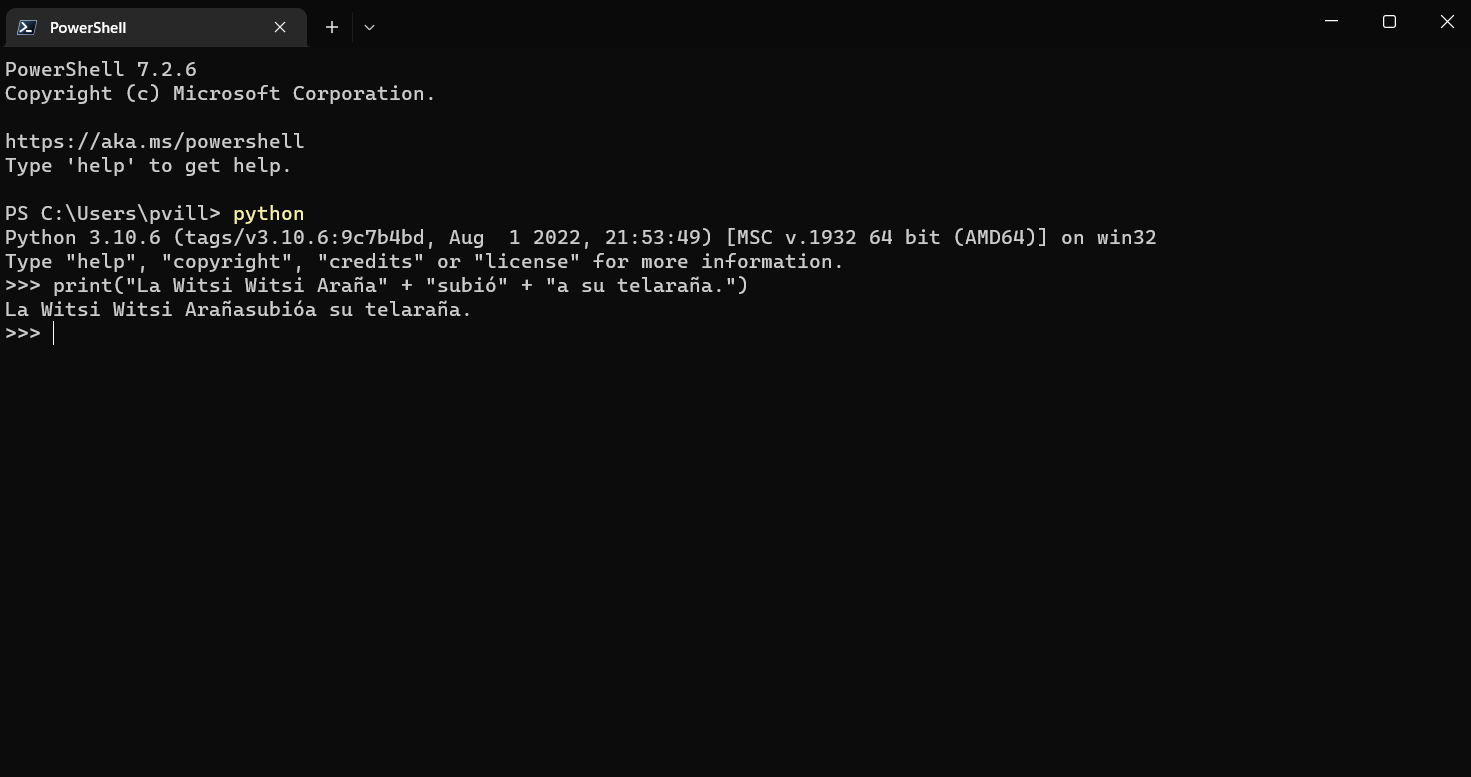 PowerShell
PowerShell 7.2.6
Copyright (c) Microsoft Corporation.
https://aka.ms/powershell
Type 'help' to get help.
PS C:\Users\pvill> python
Python 3.10.6 (tags/v3.10.6:9c7b4bd, Aug  1 2022, 21:53:49) [MSC v.1932 64 bit (AMD64)] on win32
Type "help", "copyright", "credits" or "license" for more information.
>>> print("La Witsi Witsi Araña" + "subió" + "a su telaraña.")
La Witsi Witsi Arañasubióa su telaraña.
>>>